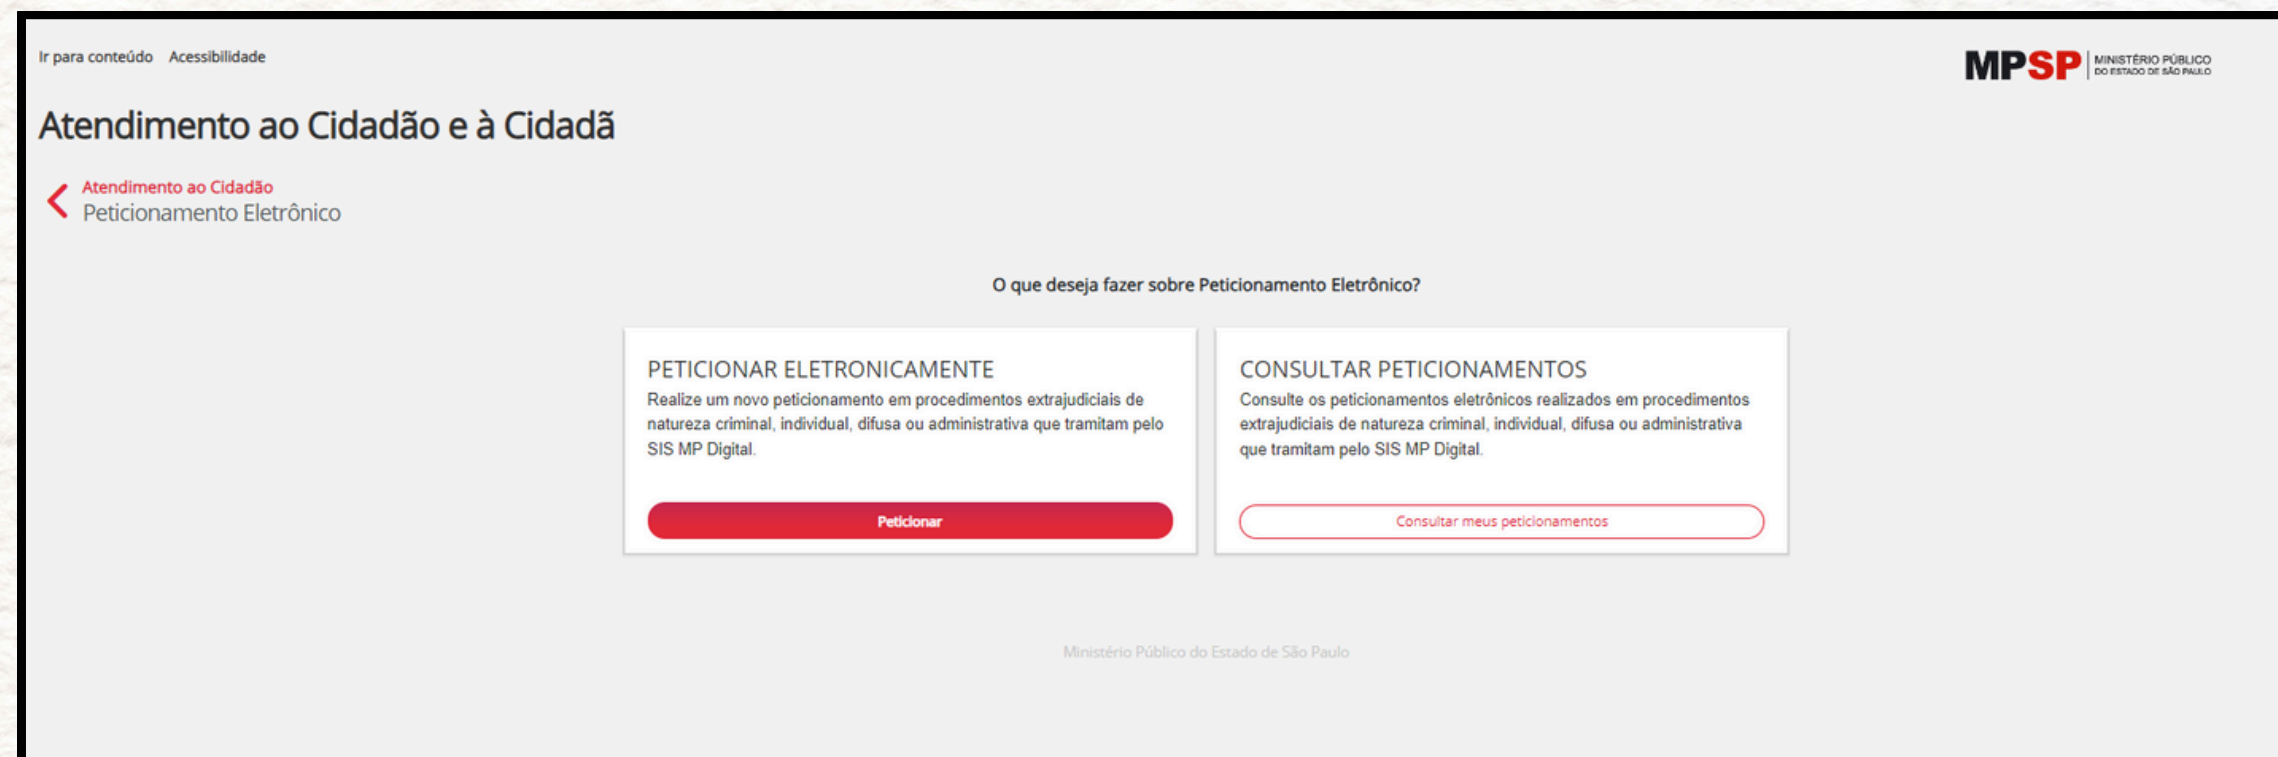 Ir para conteúdo Acessibilidade
MPSP MINISTÉRIO PÚBLICO
DO ESTADO DE SÃO PAULO
Atendimento ao Cidadão e à Cidadã
Atendimento ao Cidadão
Peticionamento Eletrônico
O que deseja fazer sobre Peticionamento Eletrônico?
PETICIONAR ELETRONICAMENTE
Realize um novo peticionamento em procedimentos extrajudiciais de
natureza criminal, individual, difusa ou administrativa que tramitam pelo
SIS MP Digital.
Peticionar
CONSULTAR PETICIONAMENTOS
Consulte os peticionamentos eletrônicos realizados em procedimentos
extrajudiciais de natureza criminal, individual, difusa ou administrativa
que tramitam pelo SIS MP Digital.
Consultar meus peticionamentos
Ministério Público do Estado de São Paulo